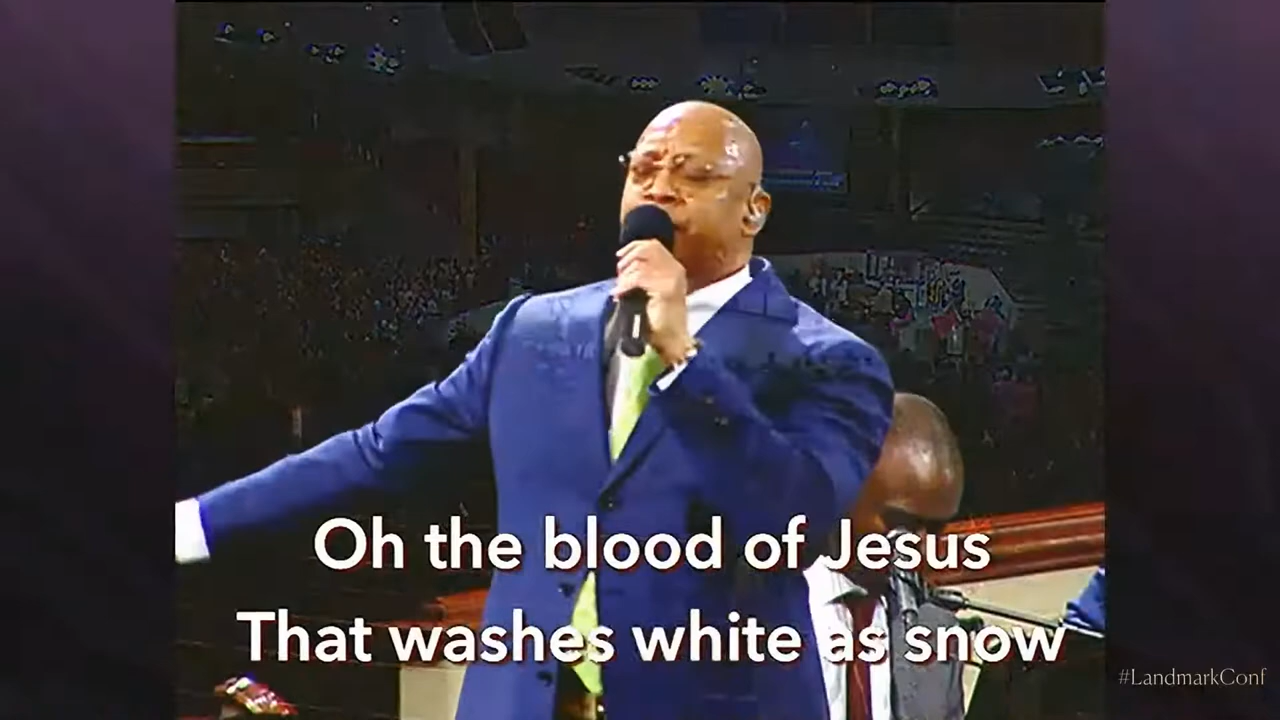 Oh the blood of Jesus
That washes white as snow
#LandmarkConf